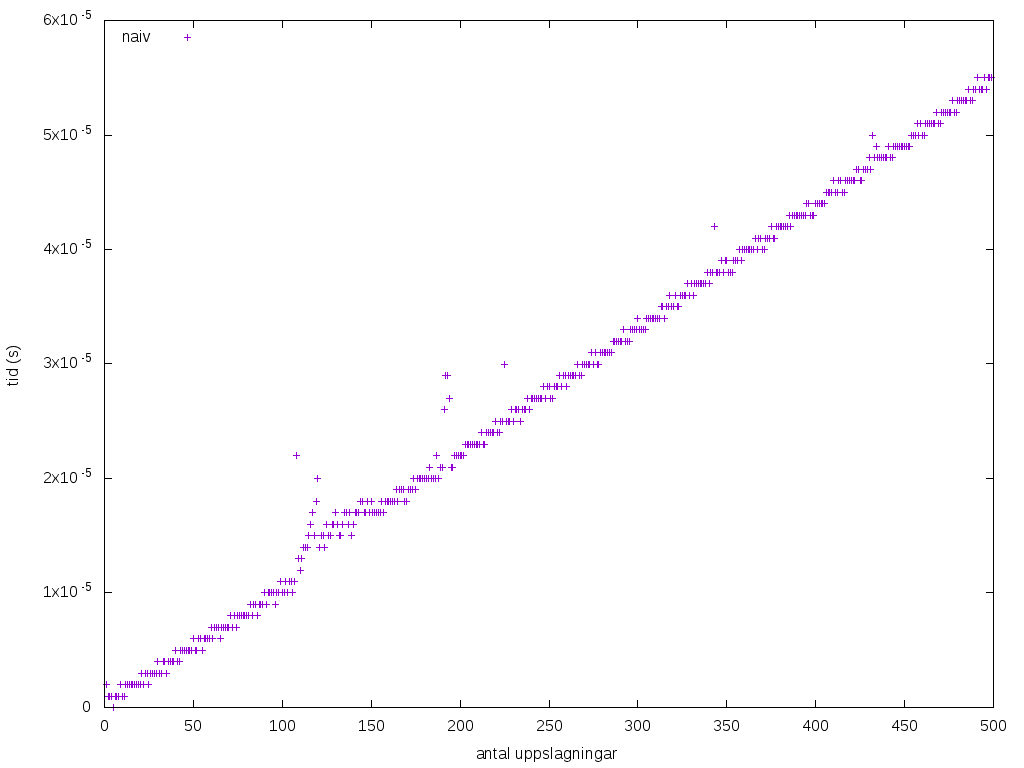 6x10⁻⁵
naiv
5x10⁻⁵
4x10⁻⁵
3x10⁻⁵
2x10⁻⁵
1x10⁻⁵
0
tid (s)
0 50 100 150 200 250 300 350 400 450 500
antal uppslagningar